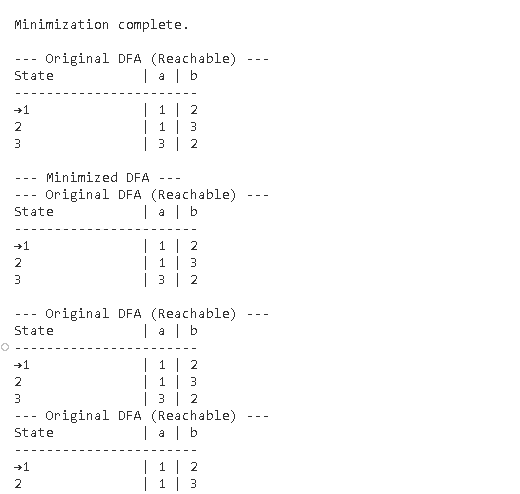 Minimization complete.
--- Original DFA (Reachable) ---
State | a | b
-----------------------
→1 | 1 | 2
2 | 1 | 3
3 | 3 | 2
--- Minimized DFA ---
--- Original DFA (Reachable) ---
State | a | b
-----------------------
→1 | 1 | 2
2 | 1 | 3
3 | 3 | 2
--- Original DFA (Reachable) ---
State | a | b
-----------------------
→1 | 1 | 2
2 | 1 | 3
3 | 3 | 2
--- Original DFA (Reachable) ---
State | a | b
-----------------------
→1 | 1 | 2
2 | 1 | 3